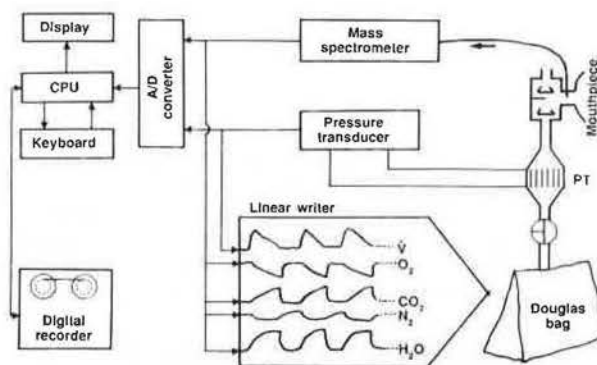 Display
CPU
Keyboard
Digital
recorder
A/D
converter
Mass
spectrometer
Pressure
transducer
Linear writer
V̇
O₂
CO₂
N₂
H₂O
Mouthpiece
PT
Douglas
bag